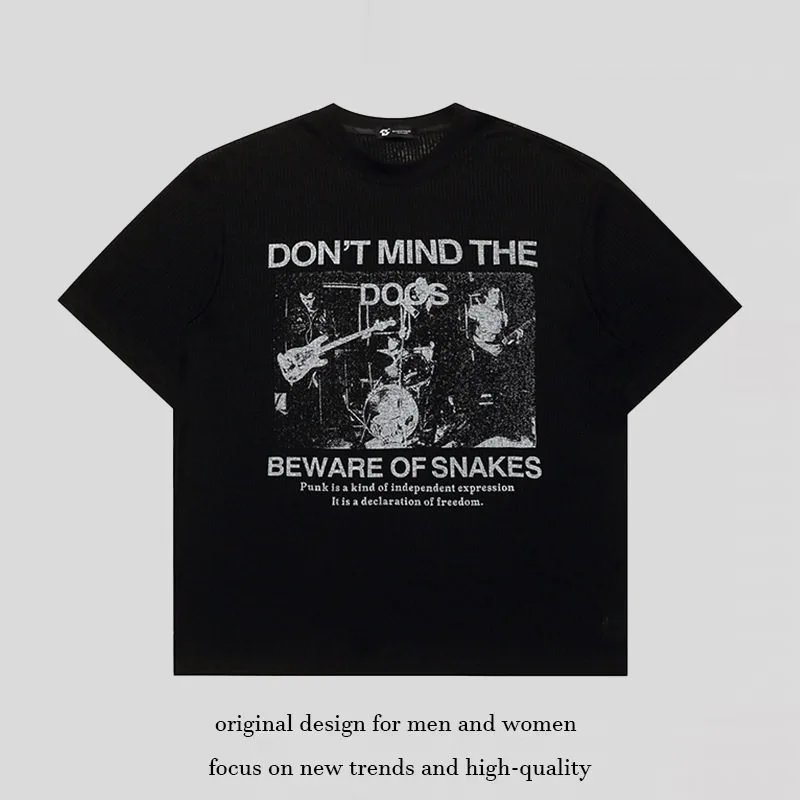 DON'T MIND THE
DOGS
BEWARE OF SNAKES
Punk is a kind of independent expression
It is a declaration of freedom.
original design for men and women
focus on new trends and high-quality